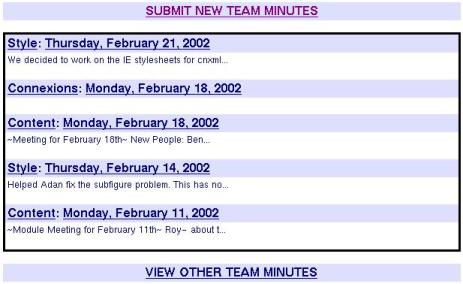 SUBMIT NEW TEAM MINUTES
Style: Thursday, February 21, 2002
We decided to work on the IE stylesheets for cnxml...
Connexions: Monday, February 18, 2002
Content: Monday, February 18, 2002
~Meeting for February 18th~ New People: Ben...
Style: Thursday, February 14, 2002
Helped Adan fix the subfigure problem. This has no...
Content: Monday, February 11, 2002
~Module Meeting for February 11th~ Roy- about t...
VIEW OTHER TEAM MINUTES